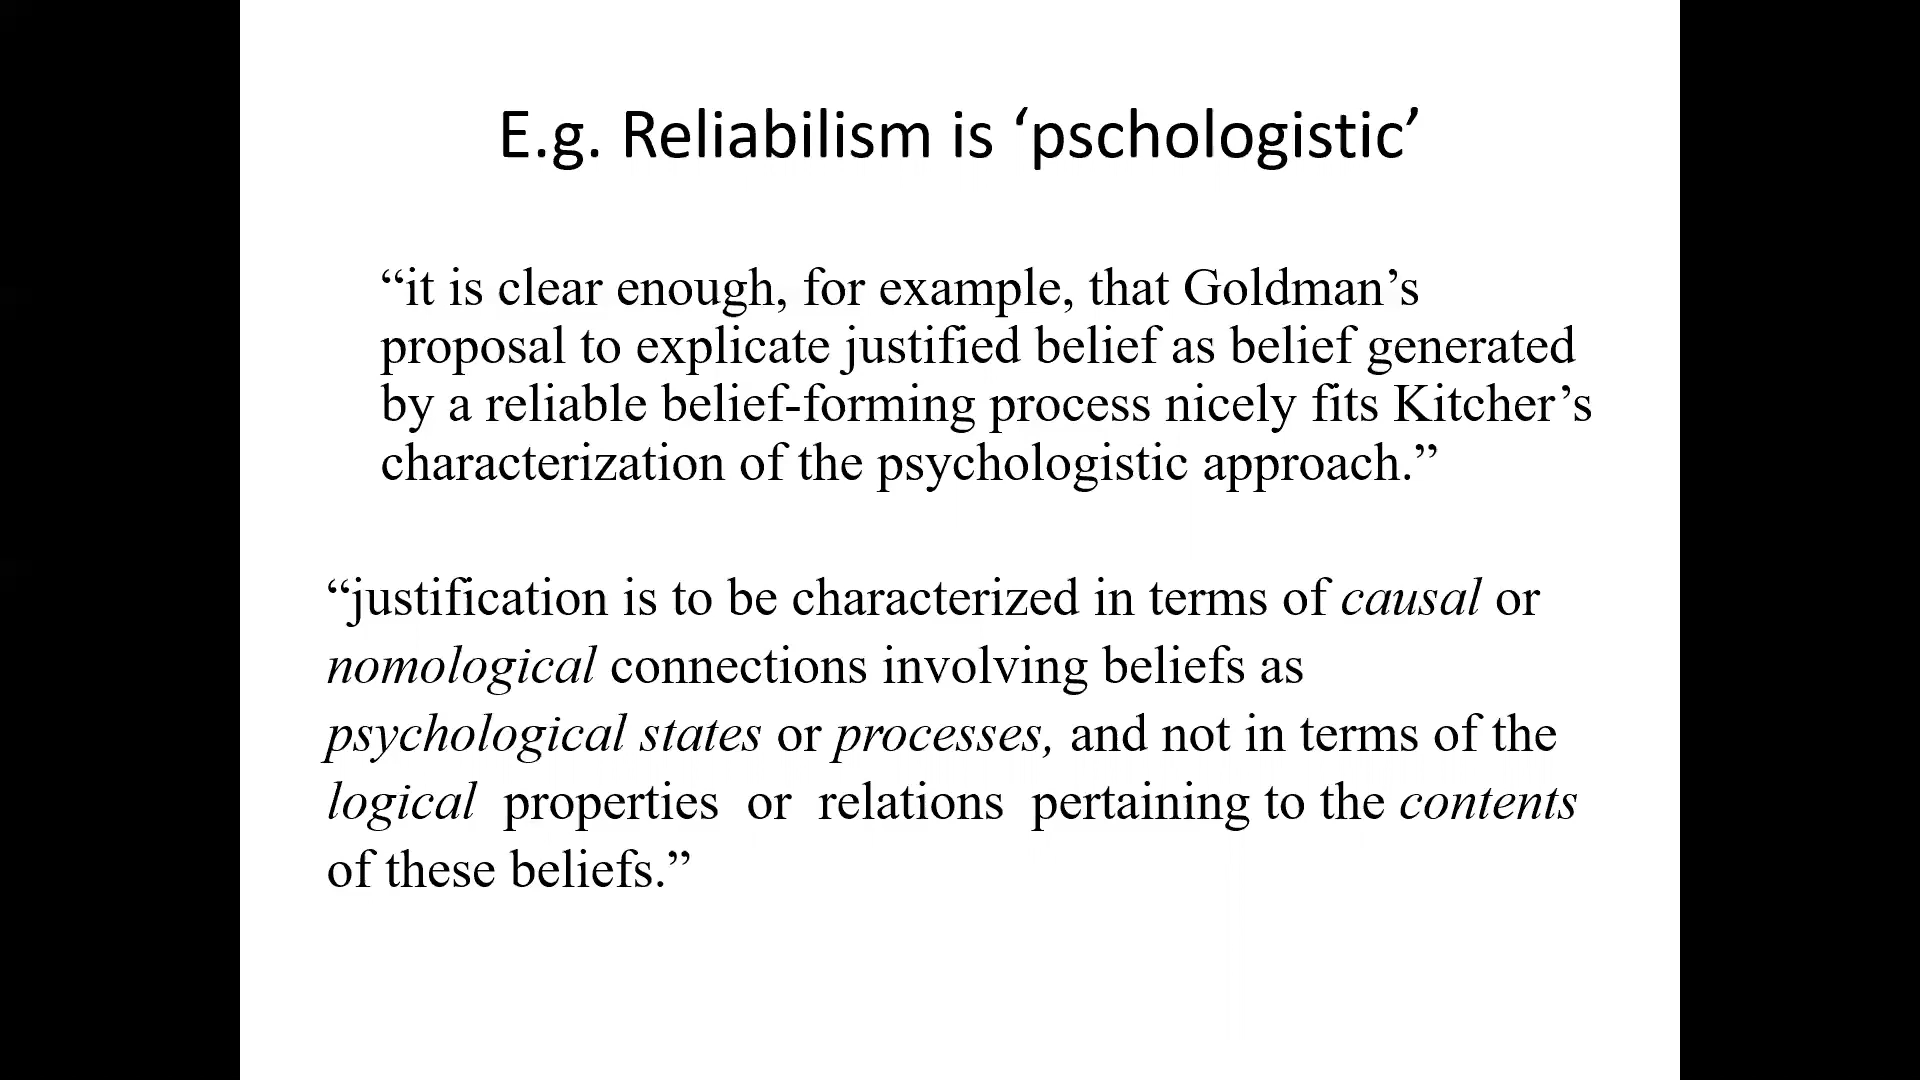 E.g. Reliabilism is ‘pschologistic’
“it is clear enough, for example, that Goldman’s
proposal to explicate justified belief as belief generated
by a reliable belief-forming process nicely fits Kitcher’s
characterization of the psychologistic approach.”
“justification is to be characterized in terms of causal or
nomological connections involving beliefs as
psychological states or processes, and not in terms of the
logical properties or relations pertaining to the contents
of these beliefs.”